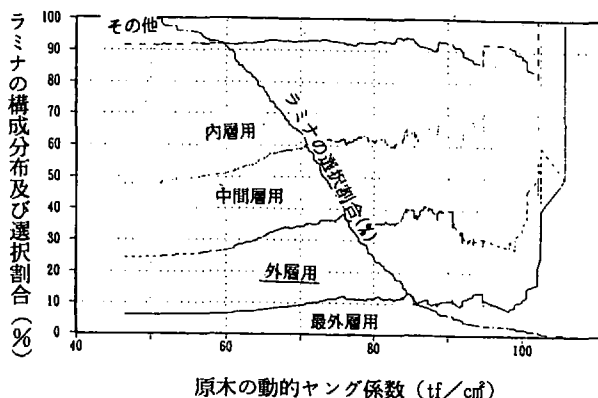 ラミナの構成分布及び選択割合(%)
100
90
80
70
60
50
40
30
20
10
0
その他
内層用
中間層用
外層用
最外層用
ラミナの選択割合(%)
40
60
80
100
原木の動的ヤング係数(tf/c㎡)